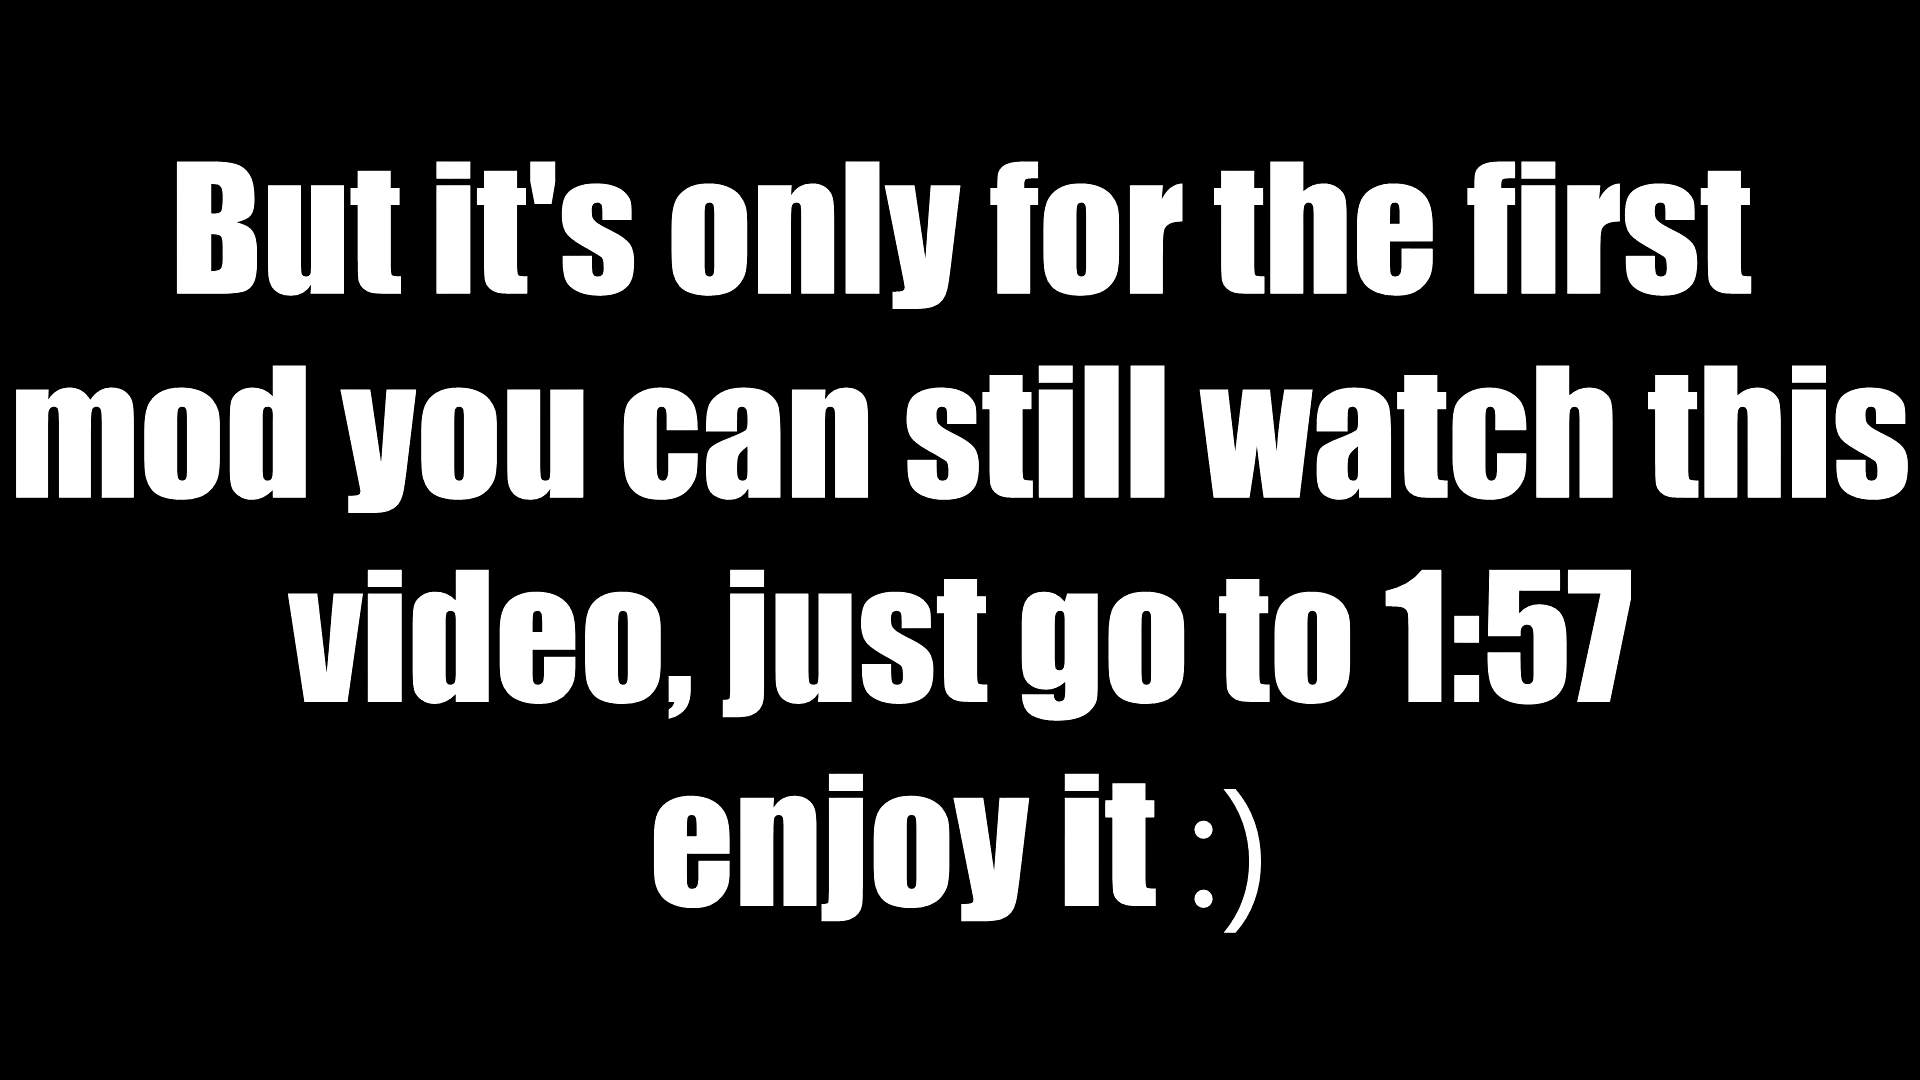 But it's only for the first
mod you can still watch this
video, just go to 1:57
enjoy it :)